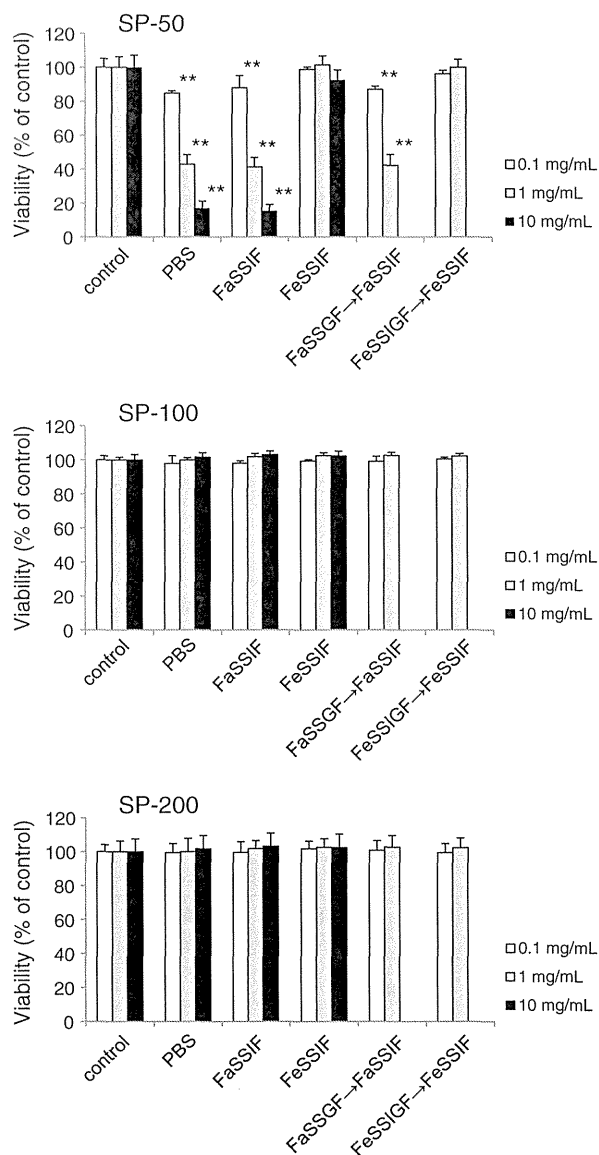 SP-50
Viability (% of control)
120
100
80
60
40
20
0
**
**
**
**
**
**
**
**
control
PBS
FaSSIF
FeSSIF
FaSSGF→FaSSIF
FeSSIGF→FeSSIF
0.1 mg/mL
1 mg/mL
10 mg/mL
SP-100
Viability (% of control)
120
100
80
60
40
20
0
control
PBS
FaSSIF
FeSSIF
FaSSGF→FaSSIF
FeSSIGF→FeSSIF
0.1 mg/mL
1 mg/mL
10 mg/mL
SP-200
Viability (% of control)
120
100
80
60
40
20
0
control
PBS
FaSSIF
FeSSIF
FaSSGF→FaSSIF
FeSSIGF→FeSSIF
0.1 mg/mL
1 mg/mL
10 mg/mL